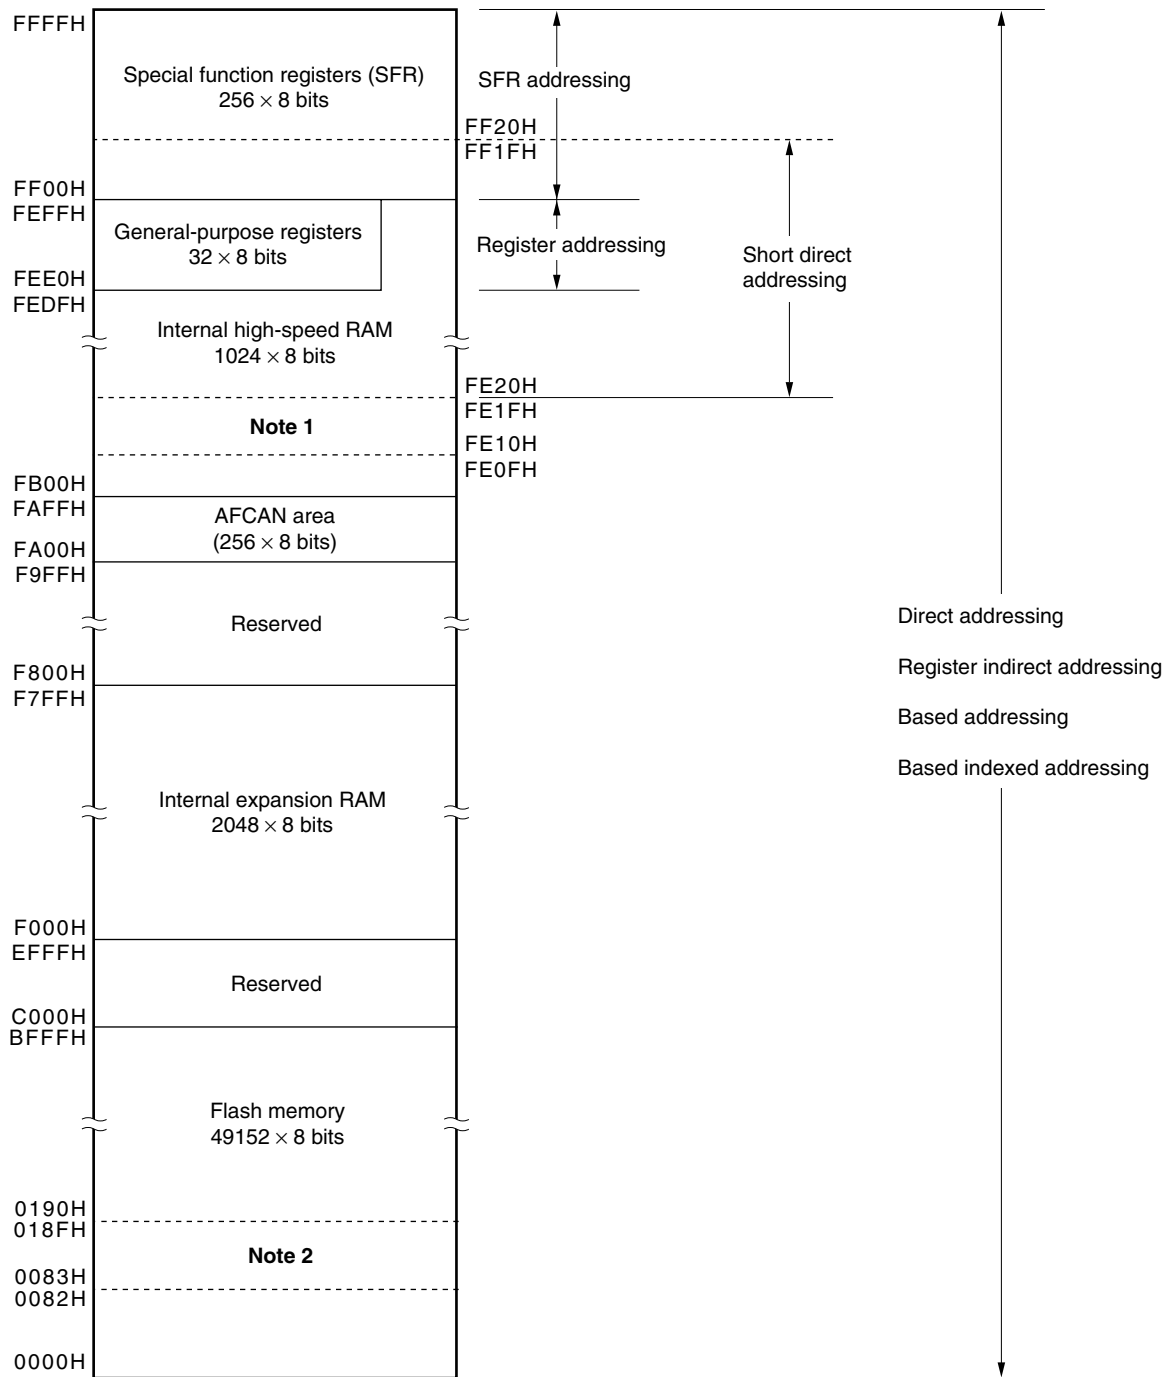 FFFFH
Special function registers (SFR)
256 × 8 bits
SFR addressing
FF20H
FF1FH
FF00H
FEFFH
General-purpose registers
32 × 8 bits
Register addressing
Short direct
addressing
FEE0H
FEDFH
Internal high-speed RAM
1024 × 8 bits
FE20H
FE1FH
Note 1
FE10H
FE0FH
FB00H
FAFFH
AFCAN area
(256 × 8 bits)
FA00H
F9FFH
Reserved
Direct addressing
Register indirect addressing
Based addressing
Based indexed addressing
F800H
F7FFH
Internal expansion RAM
2048 × 8 bits
F000H
EFFFH
Reserved
C000H
BFFFH
Flash memory
49152 × 8 bits
0190H
018FH
Note 2
0083H
0082H
0000H